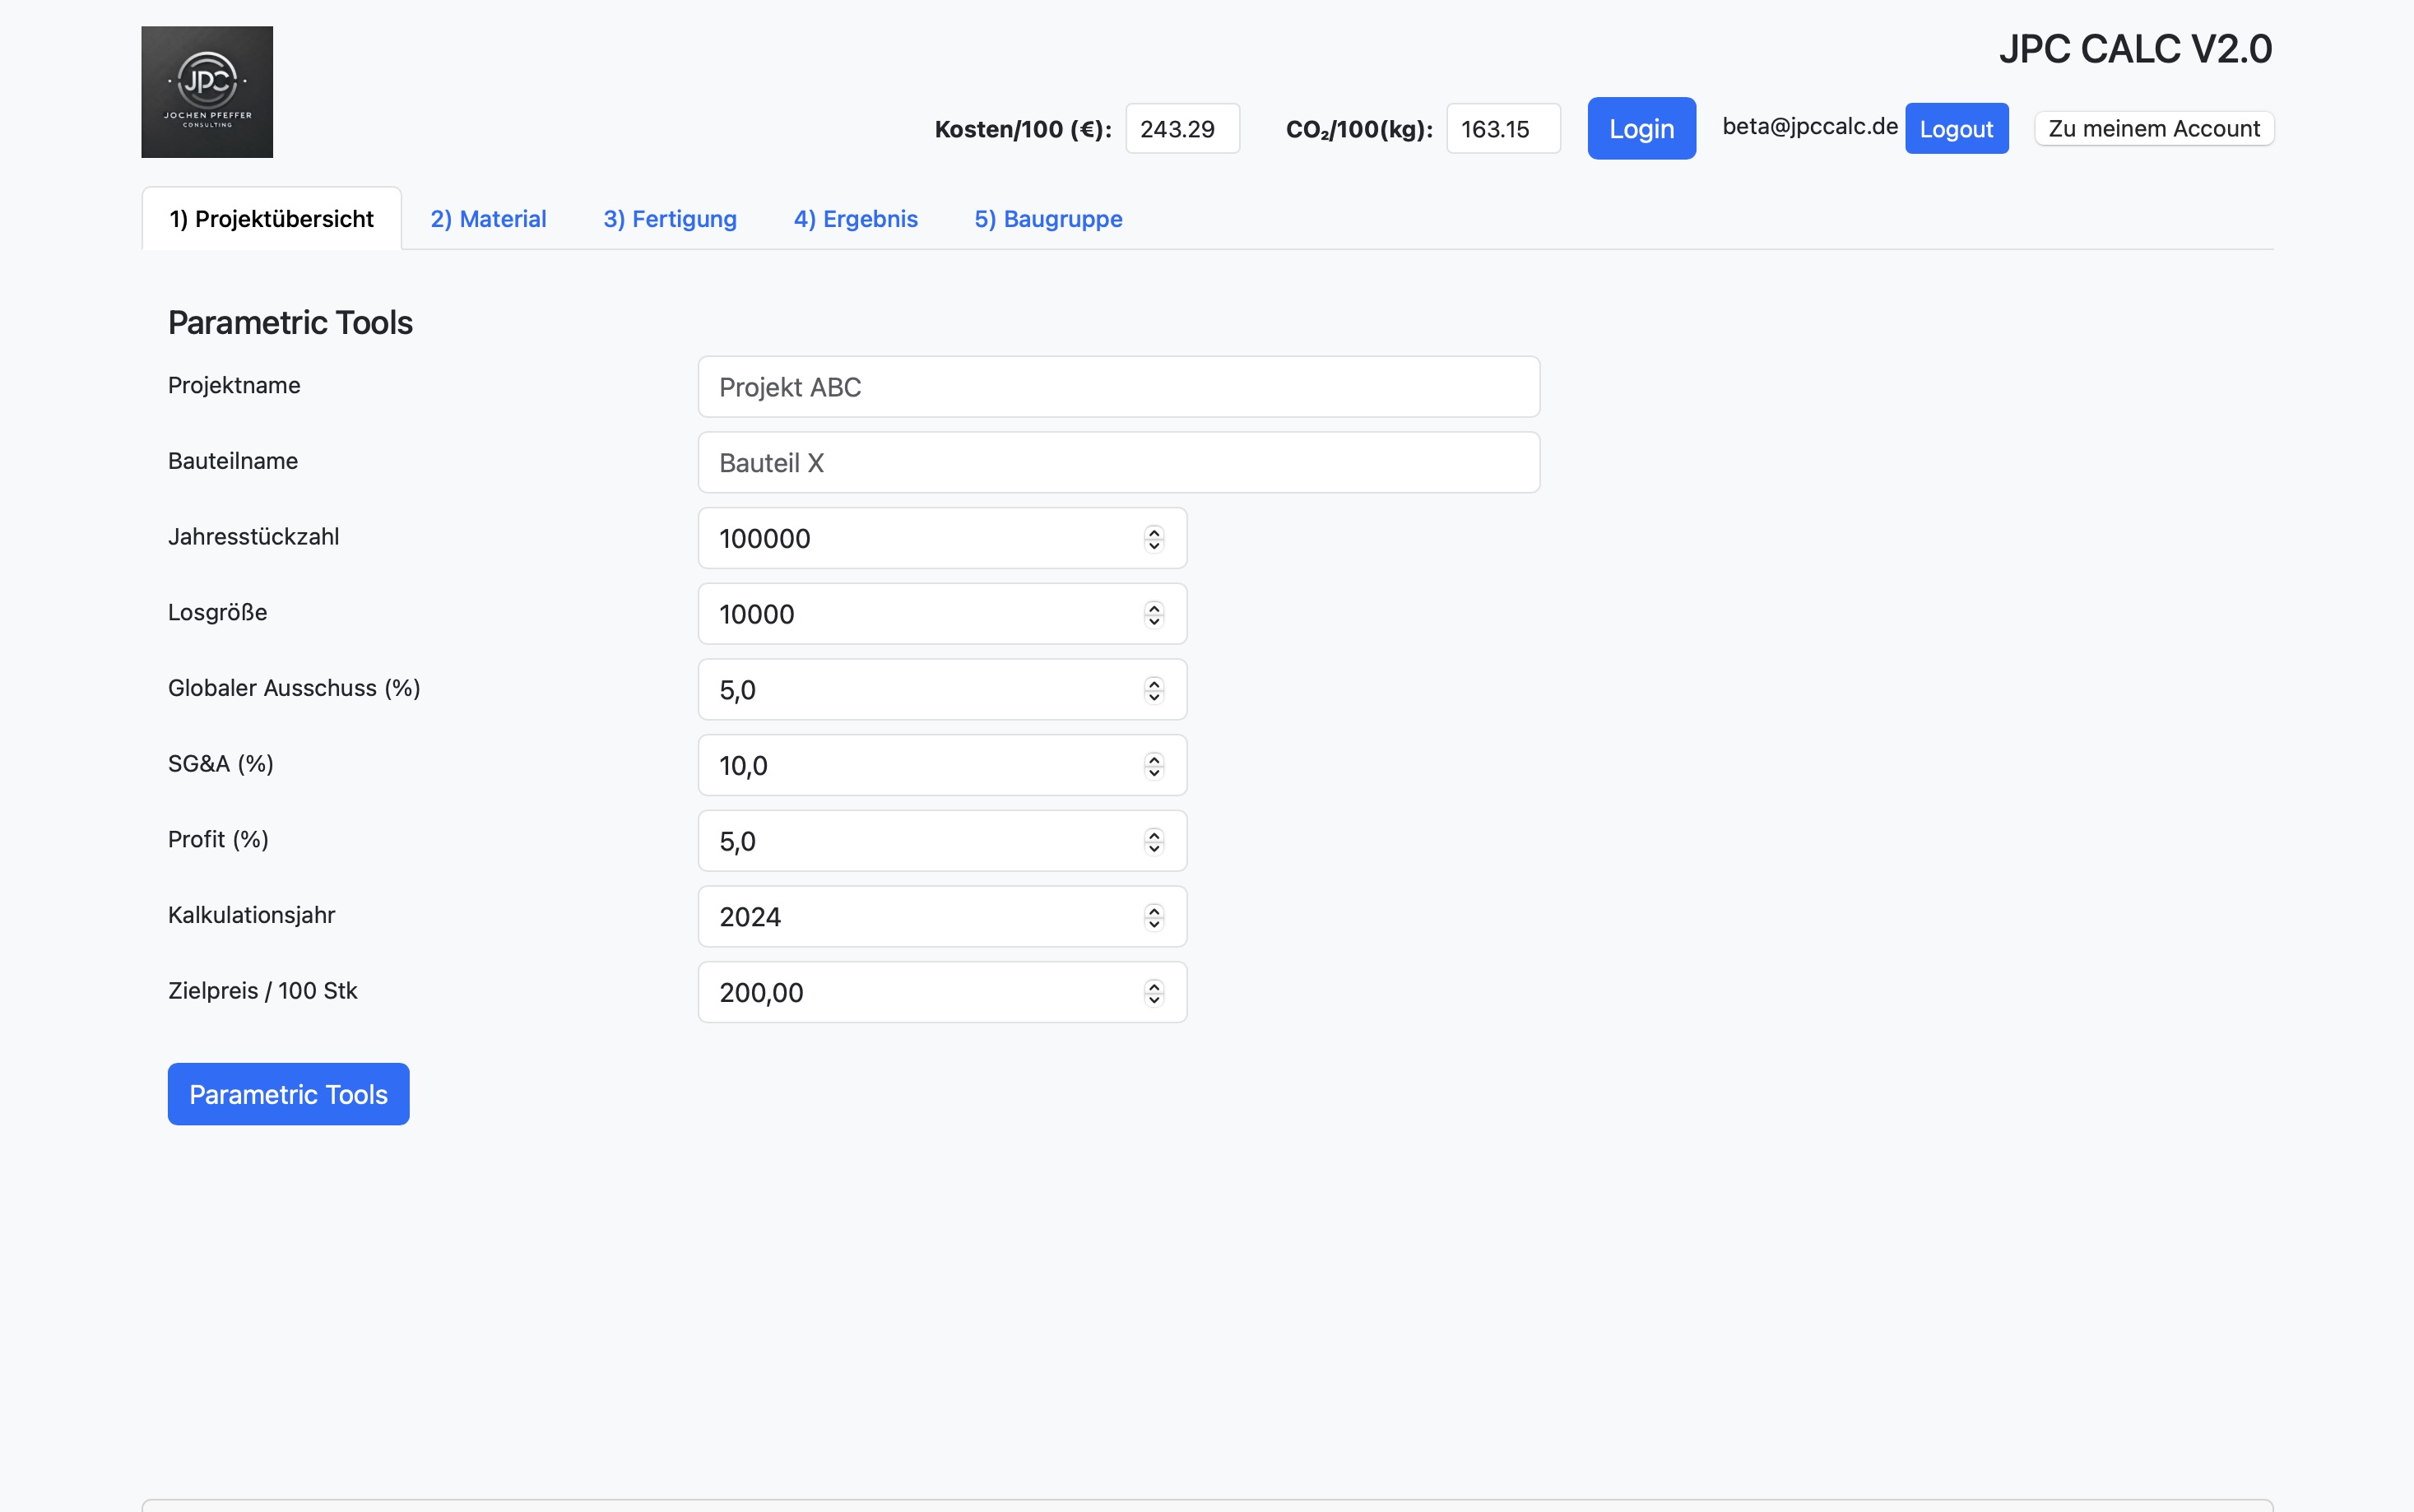 JPC
JOCHEN PFEFFER
CONSULTING
JPC CALC V2.0
Kosten/100 (€): 243.29 CO₂/100(kg): 163.15 Login beta@jpccalc.de Logout Zu meinem Account
1) Projektübersicht 2) Material 3) Fertigung 4) Ergebnis 5) Baugruppe
Parametric Tools
Projektname Projekt ABC
Bauteilname Bauteil X
Jahresstückzahl 100000
Losgröße 10000
Globaler Ausschuss (%) 5,0
SG&A (%) 10,0
Profit (%) 5,0
Kalkulationsjahr 2024
Zielpreis / 100 Stk 200,00
Parametric Tools